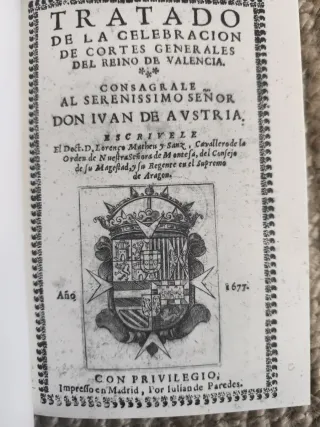 TRATADO
DE LA CELEBRACION
DE CORTES GENERALES
DEL REINO DE VALENCIA.
***
CONSAGRALE
AL SERENISSIMO SEÑOR
DON IVAN DE AVSTRIA,
ESCRIVELE
El Doct. D. Lorenço Matheu y Sanz, Cavallero de la
Orden de Nuestra Señora de Montesa, del Consejo
de su Magestad, y su Regente en el Supremo
de Aragon.
Año 1677.
CON PRIVILEGIO,
Impresso en Madrid, Por Iulian de Paredes.